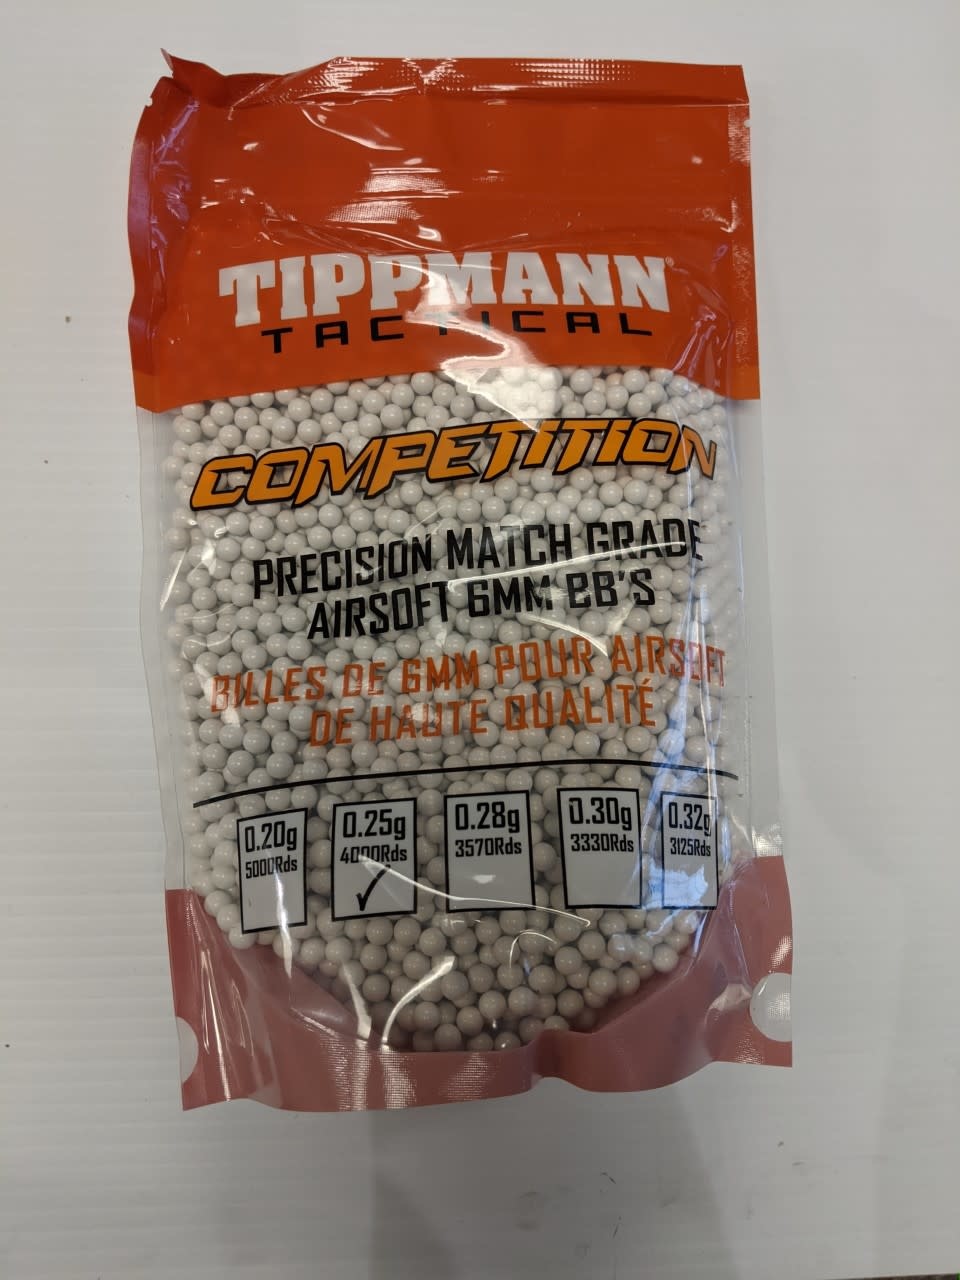 TIPPMANN®
TACTICAL
COMPETITION
PRECISION MATCH GRADE
AIRSOFT 6MM BB'S
BILLES DE 6MM POUR AIRSOFT
DE HAUTE QUALITÉ
0.20g 0.25g 0.28g 0.30g 0.32g
5000Rds 4000Rds 3570Rds 3330Rds 3125Rds
✓